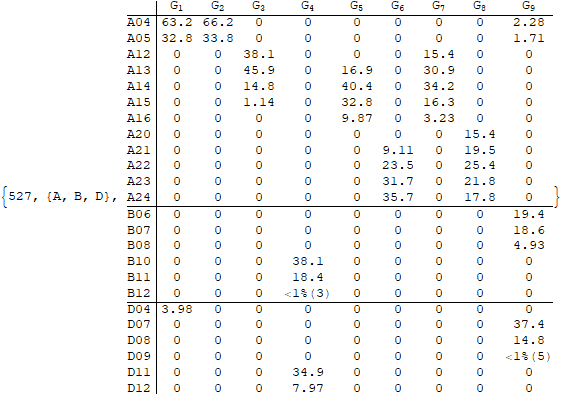 G1 G2 G3 G4 G5 G6 G7 G8 G9
A04 63.2 66.2 0 0 0 0 0 0 2.28
A05 32.8 33.8 0 0 0 0 0 0 1.71
A12 0 0 38.1 0 0 0 15.4 0 0
A13 0 0 45.9 0 16.9 0 30.9 0 0
A14 0 0 14.8 0 40.4 0 34.2 0 0
A15 0 0 1.14 0 32.8 0 16.3 0 0
A16 0 0 0 0 9.87 0 3.23 0 0
A20 0 0 0 0 0 0 0 15.4 0
A21 0 0 0 0 0 9.11 0 19.5 0
A22 0 0 0 0 0 23.5 0 25.4 0
A23 0 0 0 0 0 31.7 0 21.8 0
{527, {A, B, D}, A24 0 0 0 0 0 35.7 0 17.8 0 }
B06 0 0 0 0 0 0 0 0 19.4
B07 0 0 0 0 0 0 0 0 18.6
B08 0 0 0 0 0 0 0 0 4.93
B10 0 0 0 38.1 0 0 0 0 0
B11 0 0 0 18.4 0 0 0 0 0
B12 0 0 0 <1%(3) 0 0 0 0 0
D04 3.98 0 0 0 0 0 0 0 0
D07 0 0 0 0 0 0 0 0 37.4
D08 0 0 0 0 0 0 0 0 14.8
D09 0 0 0 0 0 0 0 0 <1%(5)
D11 0 0 0 34.9 0 0 0 0 0
D12 0 0 0 7.97 0 0 0 0 0